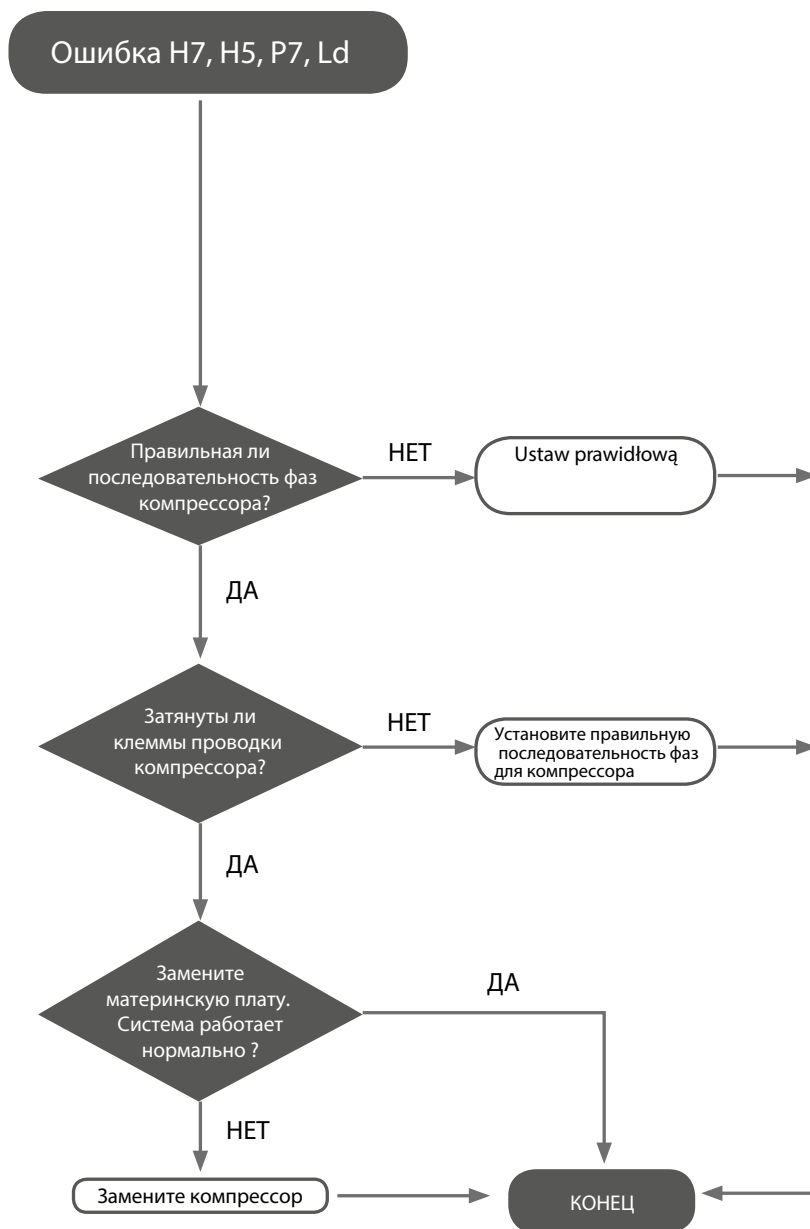 Ошибка H7, H5, P7, Ld
Правильная ли
последовательность фаз
компрессора?
НЕТ
Ustaw prawidłową
ДА
Затянуты ли
клеммы проводки
компрессора?
НЕТ
Установите правильную
последовательность фаз
для компрессора
ДА
Замените
материнскую плату.
Система работает
нормально ?
ДА
НЕТ
Замените компрессор
КОНЕЦ